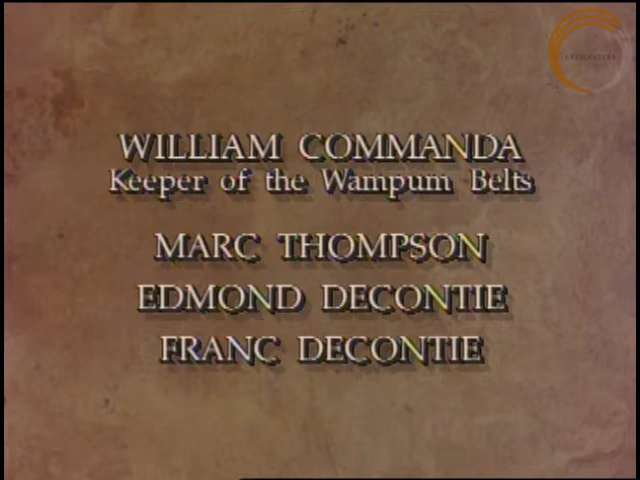 WILLIAM COMMANDA
Keeper of the Wampum Belts
MARC THOMPSON
EDMOND DECONTIE
FRANC DECONTIE